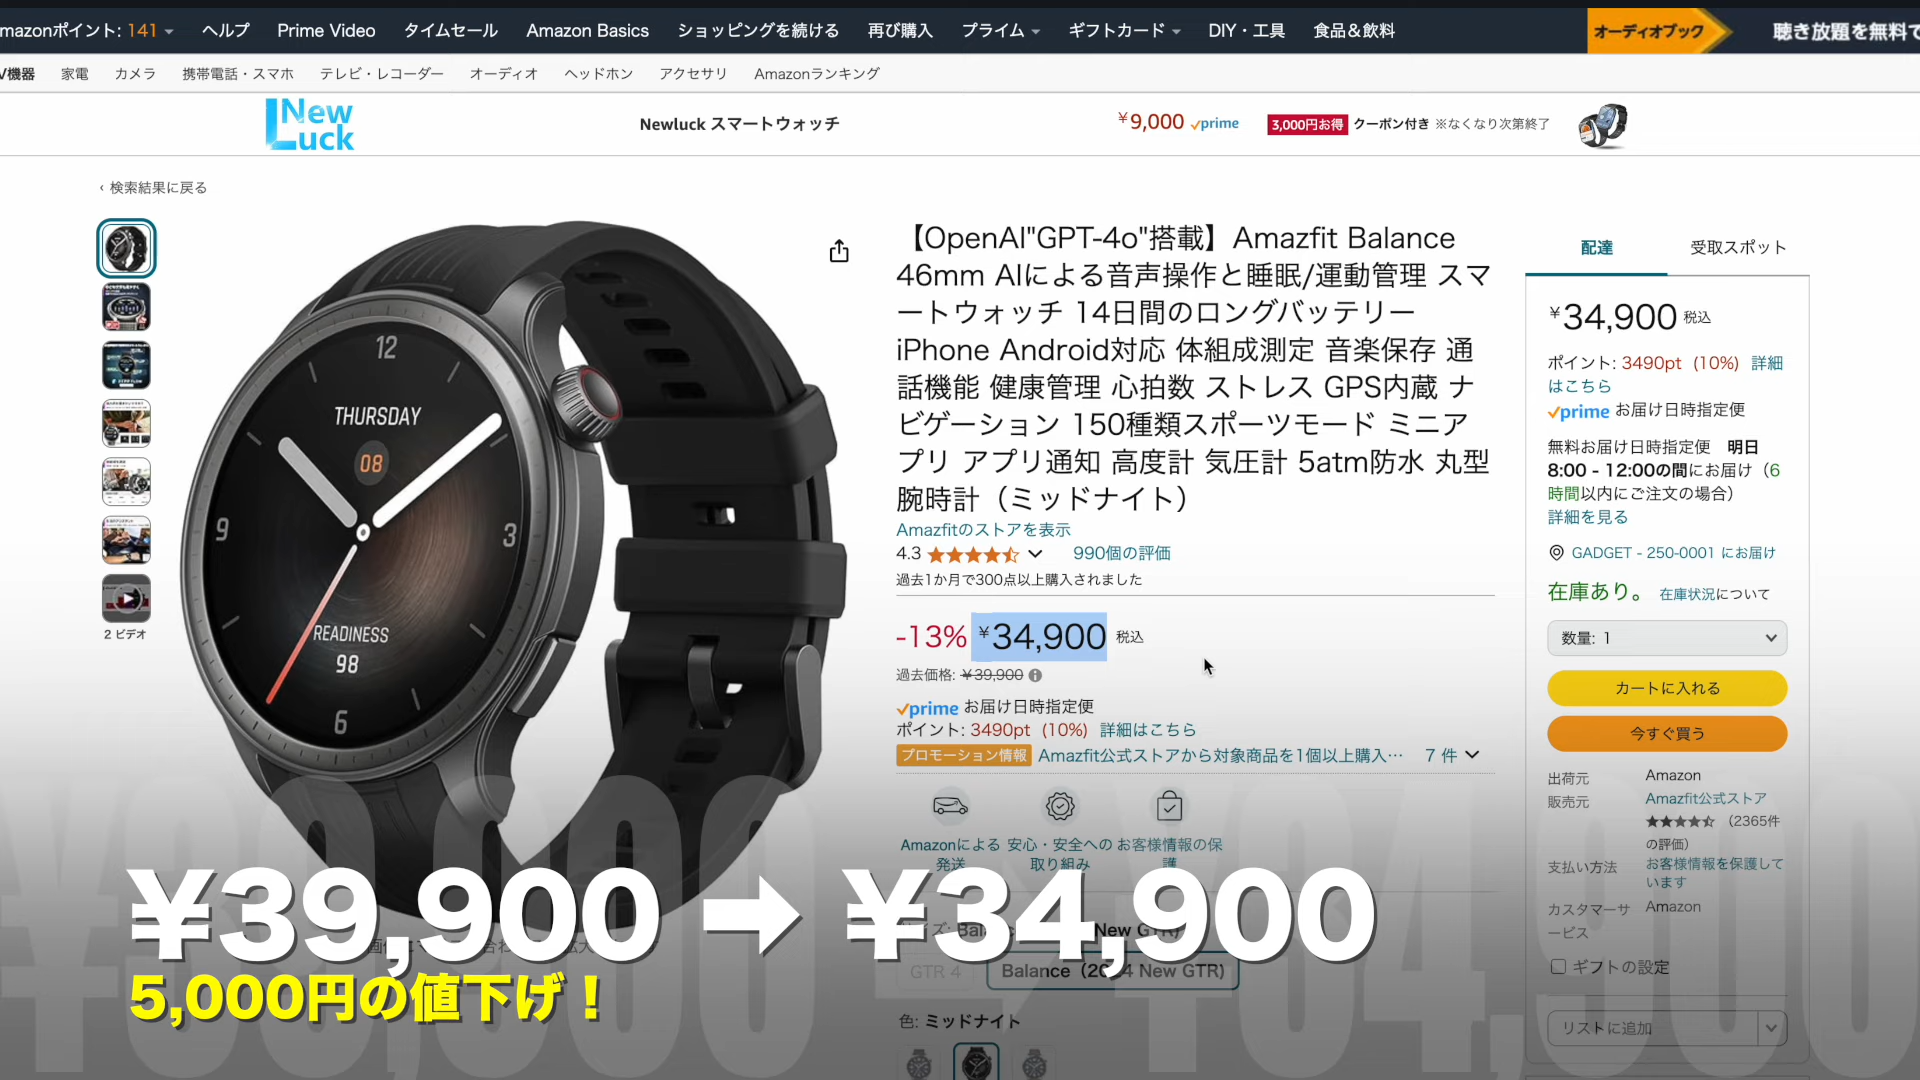 mazonポイント: 141
ヘルプ
Prime Video
タイムセール
Amazon Basics
ショッピングを続ける
再び購入
プライム
ギフトカード
DIY・工具
食品＆飲料
オーディオブック
聴き放題を無料で
V機器
家電
カメラ
携帯電話・スマホ
テレビ・レコーダー
オーディオ
ヘッドホン
アクセサリ
Amazonランキング
New
Luck
Newluck スマートウォッチ
¥9,000 prime
3,000円お得 クーポン付き ※なくなり次第終了
‹ 検索結果に戻る
2 ビデオ
12
THURSDAY
08
9
3
READINESS
98
6
【OpenAI"GPT-4o"搭載】Amazfit Balance
46mm AIによる音声操作と睡眠/運動管理 スマ
ートウォッチ 14日間のロングバッテリー
iPhone Android対応 体組成測定 音楽保存 通
話機能 健康管理 心拍数 ストレス GPS内蔵 ナ
ビゲーション 150種類スポーツモード ミニア
プリ アプリ通知 高度計 気圧計 5atm防水 丸型
腕時計（ミッドナイト）
Amazfitのストアを表示
4.3
990個の評価
過去1か月で300点以上購入されました
-13% ¥34,900 税込
過去価格: ¥39,900
prime お届け日時指定便
ポイント: 3490pt (10%) 詳細はこちら
プロモーション情報 Amazfit公式ストアから対象商品を1個以上購入… 7 件
Amazonによる
発送
安心・安全への
取り組み
お客様情報の保
護
GTR 4
Balance（2024 New GTR）
色: ミッドナイト
配達
受取スポット
¥34,900 税込
ポイント: 3490pt (10%) 詳細
はこちら
prime お届け日時指定便
無料お届け日時指定便 明日
8:00 - 12:00の間にお届け（6
時間以内にご注文の場合）
詳細を見る
GADGET - 250-0001 にお届け
在庫あり。 在庫状況について
数量: 1
カートに入れる
今すぐ買う
出荷元 Amazon
販売元 Amazfit公式ストア
（2365件
の評価）
支払い方法 お客様情報を保護して
います
カスタマーサ
ービス
Amazon
ギフトの設定
リストに追加
¥39,900 ➡ ¥34,900
5,000円の値下げ！